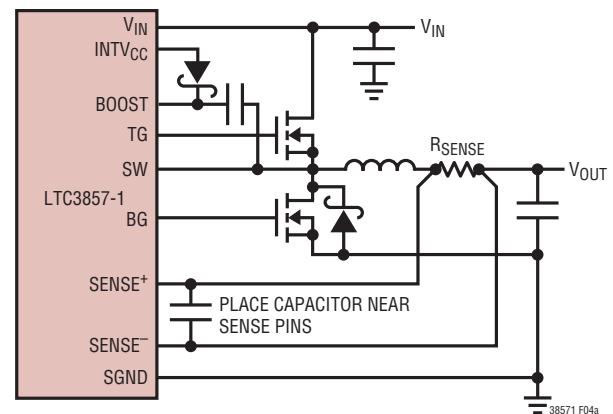 V_IN
V_IN
INTV_CC
BOOST
TG
R_SENSE
SW
V_OUT
LTC3857-1
BG
SENSE⁺
PLACE CAPACITOR NEAR
SENSE PINS
SENSE⁻
SGND
38571 F04a